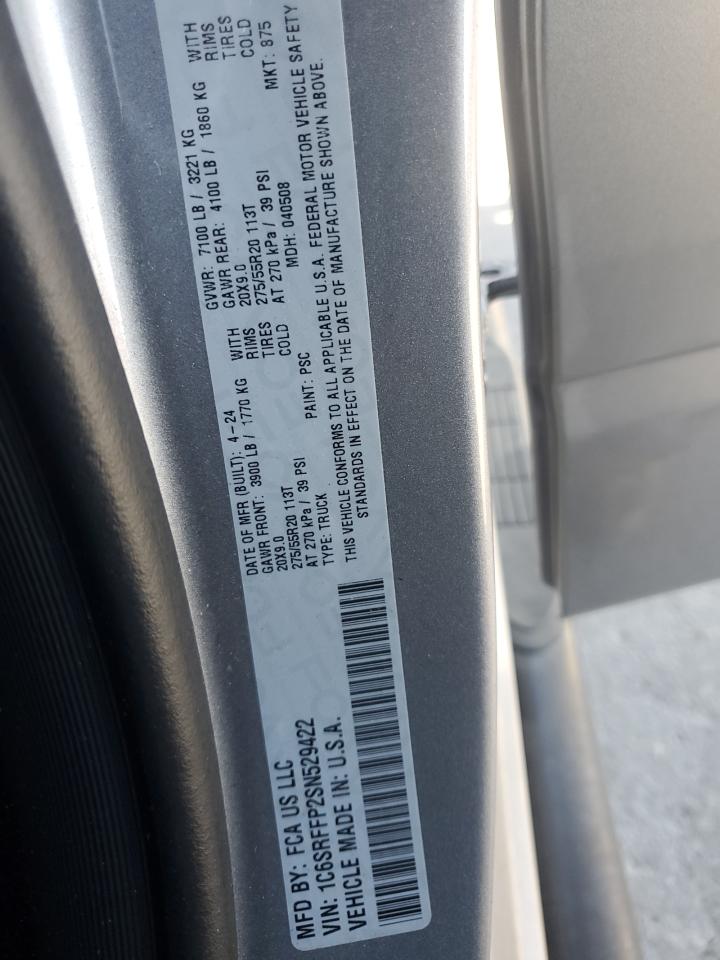 MFD BY: FCA US LLC
VIN: 1C6SRFFP2SN529422
VEHICLE MADE IN: U.S.A.
DATE OF MFR (BUILT): 4-24
GAWR FRONT: 3900 LB / 1770 KG WITH
20X9.0 RIMS
275/55R20 113T TIRES
AT 270 kPa / 39 PSI COLD
TYPE: TRUCK PAINT: PSC
GVWR: 7100 LB / 3221 KG
GAWR REAR: 4100 LB / 1860 KG WITH
20X9.0 RIMS
275/55R20 113T TIRES
AT 270 kPa / 39 PSI COLD
MDH: 040508 MKT: 875
THIS VEHICLE CONFORMS TO ALL APPLICABLE U.S.A. FEDERAL MOTOR VEHICLE SAFETY
STANDARDS IN EFFECT ON THE DATE OF MANUFACTURE SHOWN ABOVE.